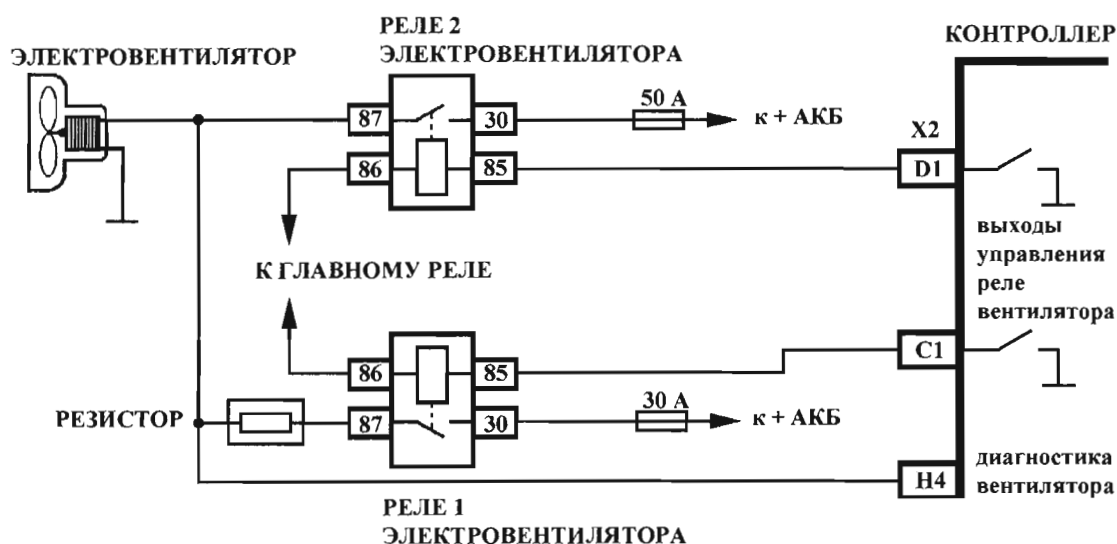 РЕЛЕ 2
ЭЛЕКТРОВЕНТИЛЯТОРА
КОНТРОЛЛЕР
ЭЛЕКТРОВЕНТИЛЯТОР
87
30
50 А
к + АКБ
X2
86
85
D1
выходы
управления
реле
вентилятора
К ГЛАВНОМУ РЕЛЕ
86
85
C1
РЕЗИСТОР
87
30
30 А
к + АКБ
H4
диагностика
вентилятора
РЕЛЕ 1
ЭЛЕКТРОВЕНТИЛЯТОРА